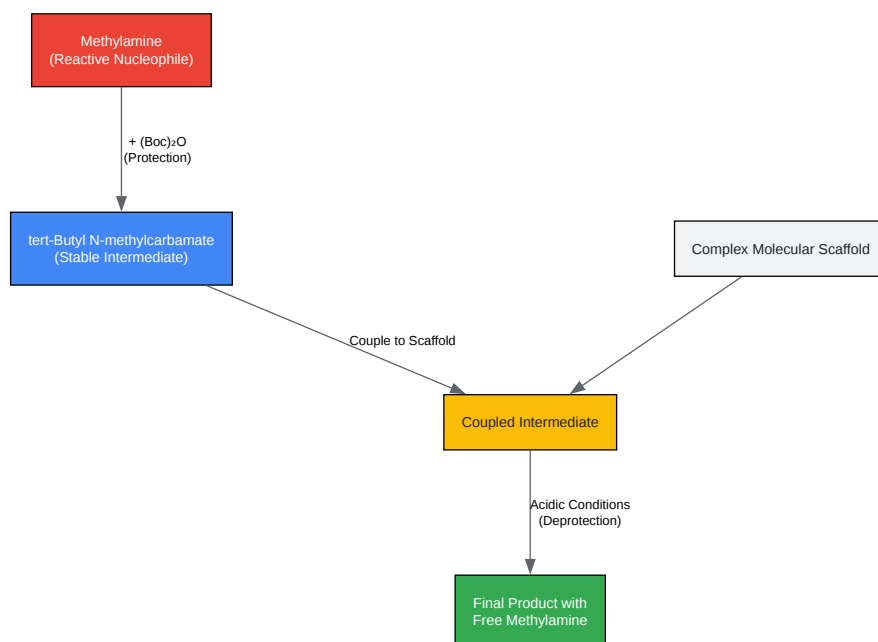 Methylamine
(Reactive Nucleophile)
+ (Boc)₂O
(Protection)
tert-Butyl N-methylcarbamate
(Stable Intermediate)
Complex Molecular Scaffold
Couple to Scaffold
Coupled Intermediate
Acidic Conditions
(Deprotection)
Final Product with
Free Methylamine